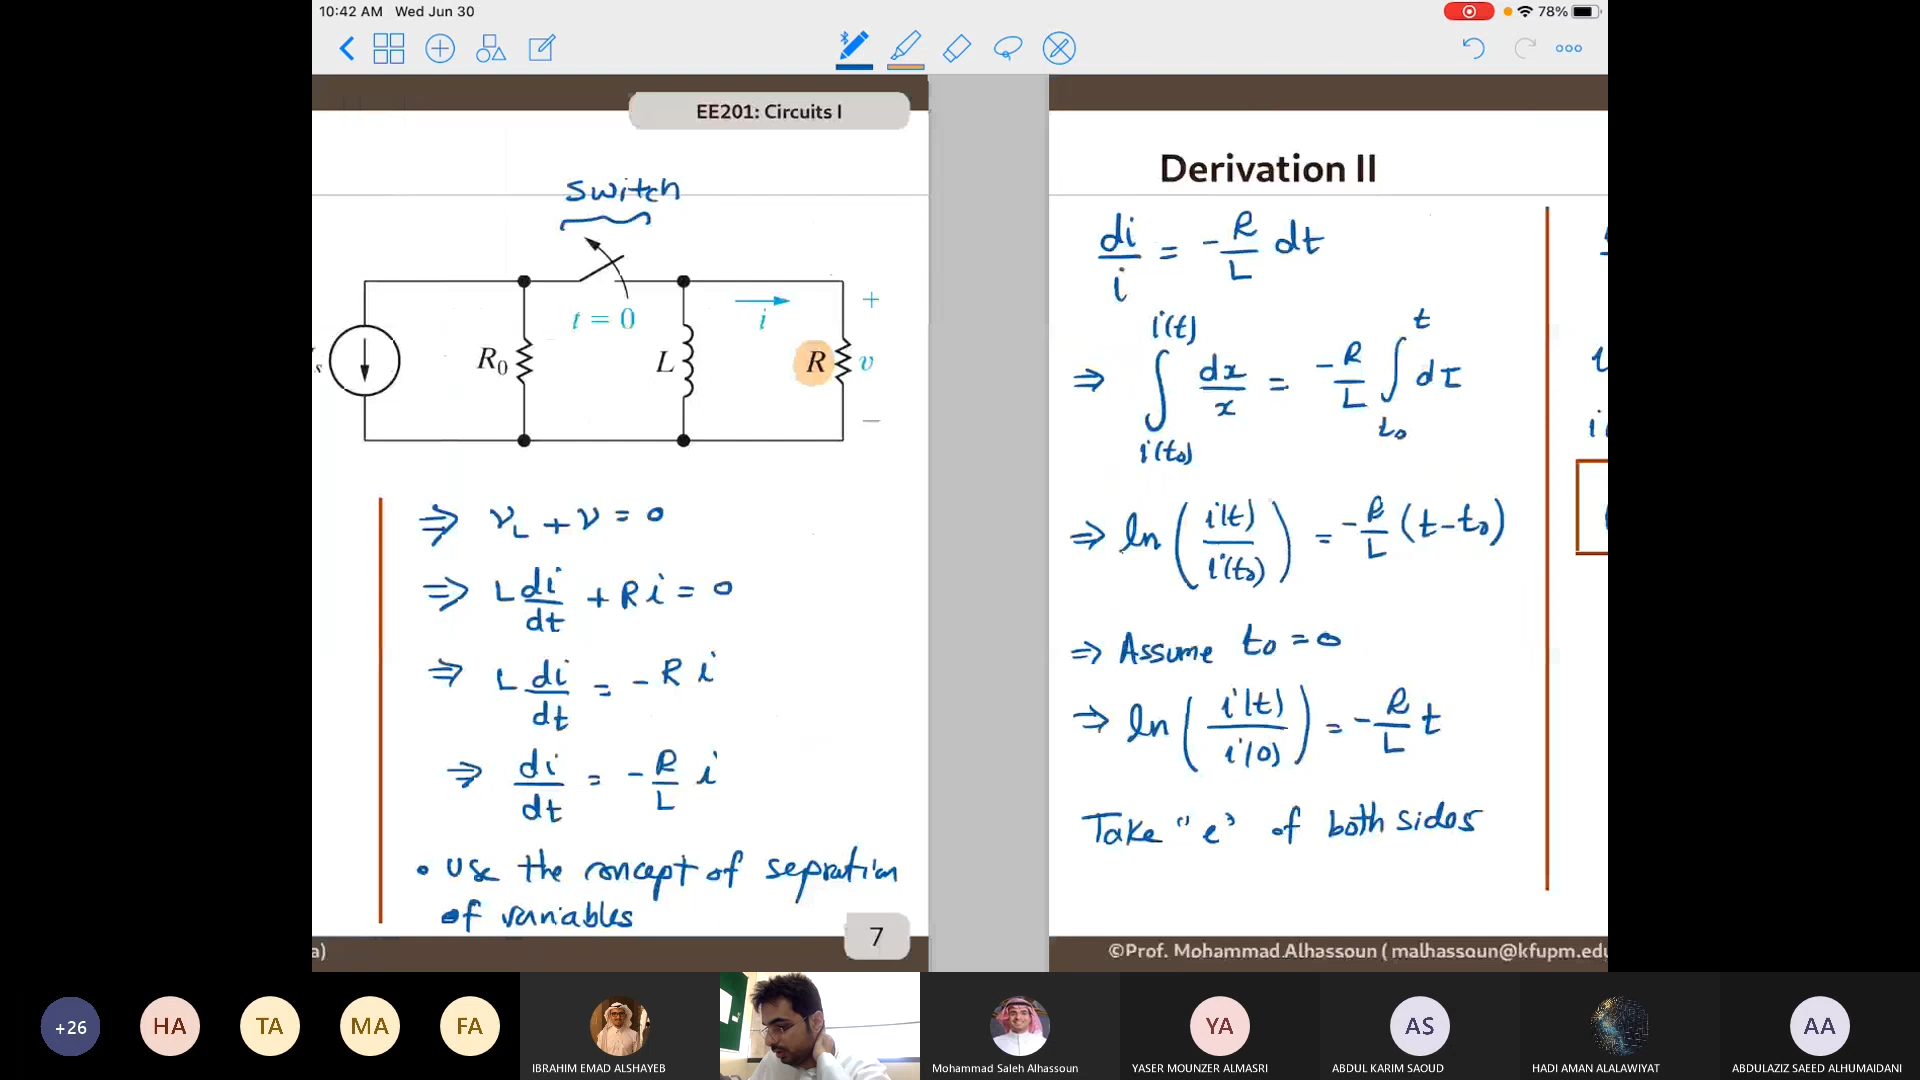 10:42 AM Wed Jun 30
78%
EE201: Circuits I
switch
t = 0
i
+
R₀
L
R
v
s
–
⇒ v_L + v = 0
⇒ L di/dt + R i = 0
⇒ L di/dt = - R i
⇒ di/dt = - R/L i
• Use the concept of sepration
of variables
7
a)
Derivation II
di/i = - R/L dt
⇒ ∫_{i(t₀)}^{i(t)} dx/x = - R/L ∫_{t₀}^{t} dτ
⇒ ln ( i(t) / i(t₀) ) = - R/L (t - t₀)
⇒ Assume t₀ = 0
⇒ ln ( i(t) / i(0) ) = - R/L t
Take "e" of both sides
©Prof. Mohammad Alhassoun ( malhassoun@kfupm.edu
+26
HA
TA
MA
FA
IBRAHIM EMAD ALSHAYEB
Mohammad Saleh Alhassoun
YA
YASER MOUNZER ALMASRI
AS
ABDUL KARIM SAOUD
HADI AMAN ALALAWIYAT
AA
ABDULAZIZ SAEED ALHUMAIDANI